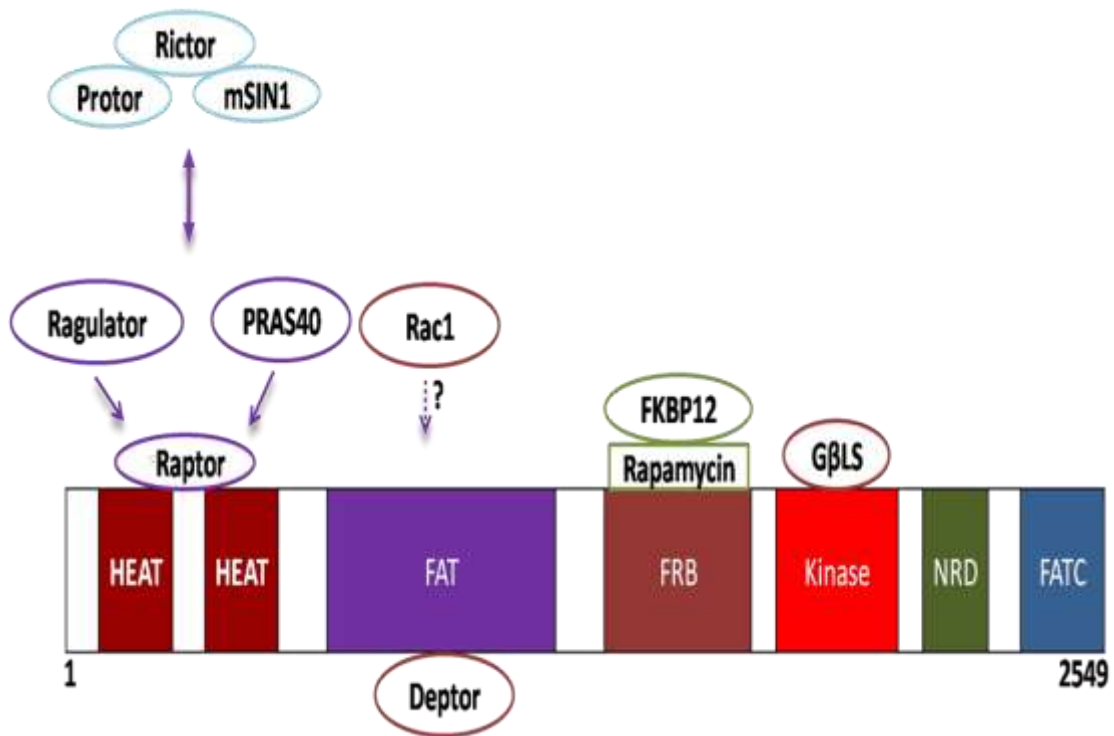 Rictor
Protor
mSIN1
Ragulator
PRAS40
Rac1
?
FKBP12
Rapamycin
GβLS
Raptor
HEAT
HEAT
FAT
FRB
Kinase
NRD
FATC
1
2549
Deptor